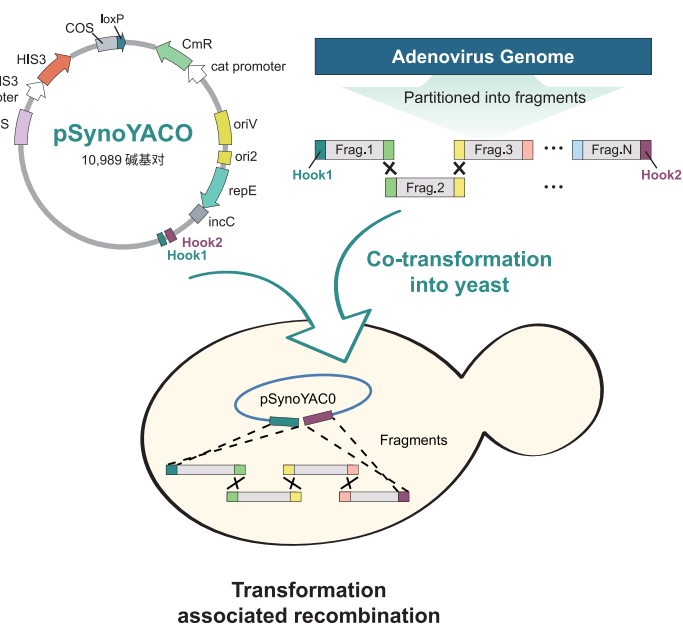 loxP
COS
CmR
HIS3
cat promoter
HIS3
oter
S
pSynoYACO
10,989 碱基对
oriV
ori2
repE
incC
Hook2
Hook1
Adenovirus Genome
Partitioned into fragments
Frag.1
Frag.3
...
Frag.N
Hook1
Frag.2
...
Hook2
Co-transformation
into yeast
pSynoYAC0
Fragments
Transformation
associated recombination